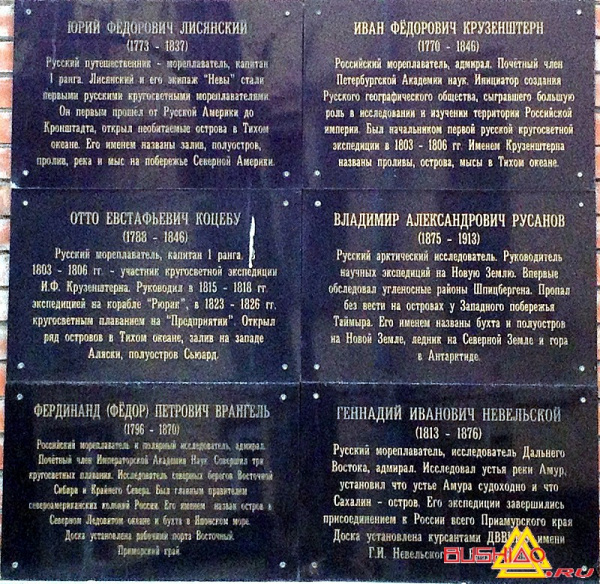 ЮРИЙ ФЁДОРОВИЧ ЛИСЯНСКИЙ
(1773 - 1837)
Русский путешественник - мореплаватель, капитан
1 ранга. Лисянский и его экипаж "Невы" стали
первыми русскими кругосветными мореплавателями.
Он первым прошёл от Русской Америки до
Кронштадта, открыл необитаемые острова в Тихом
океане. Его именем названы залив, полуостров,
пролив, река и мыс на побережье Северной Америки.
ИВАН ФЁДОРОВИЧ КРУЗЕНШТЕРН
(1770 - 1846)
Российский мореплаватель, адмирал. Почётный член
Петербургской Академии наук. Инициатор создания
Русского географического общества, сыгравшего большую
роль в исследовании и изучении территории Российской
империи. Был начальником первой русской кругосветной
экспедиции в 1803 - 1806 гг Именем Крузенштерна
названы проливы, острова, мысы в Тихом океане.
ОТТО ЕВСТАФЬЕВИЧ КОЦЕБУ
(1788 - 1846)
Русский мореплаватель, капитан 1 ранга. В
1803 - 1806 гг - участник кругосветной экспедиции
И.Ф. Крузенштерна. Руководил в 1815 - 1818 гг.
экспедицией на корабле "Рюрик", в 1823 - 1826 гг.
кругосветным плаванием на "Предприятии". Открыл
ряд островов в Тихом океане, залив на западе
Аляски, полуостров Сьюард.
ВЛАДИМИР АЛЕКСАНДРОВИЧ РУСАНОВ
(1875 - 1913)
Русский арктический исследователь. Руководитель
научных экспедиций на Новую Землю. Впервые
обследовал угленосные районы Шпицбергена. Пропал
без вести на островах у Западного побережья
Таймыра. Его именем названы бухта и полуостров
на Новой Земле, ледник на Северной Земле и гора
в Антарктиде.
ФЕРДИНАНД (ФЁДОР) ПЕТРОВИЧ ВРАНГЕЛЬ
(1796 - 1870)
Российский мореплаватель и полярный исследователь, адмирал.
Почётный член Императорской Академии Наук. Совершил три
кругосветных плавания. Исследователь северных берегов Восточной
Сибири и Крайнего Севера. Был главным правителем
североамериканских колоний России. Его именем назван остров в
Северном Ледовитом океане и бухта в Японском море.
Доска установлена рабочими порта Восточный.
Приморский край.
ГЕННАДИЙ ИВАНОВИЧ НЕВЕЛЬСКОЙ
(1813 - 1876)
Русский мореплаватель, исследователь Дальнего
Востока, адмирал. Исследовал устья реки Амур,
установил что устье Амура судоходно и что
Сахалин - остров. Его экспедиции завершились
присоединением к России всего Приамурского края
Доска установлена курсантами ДВВ имени
Г.И. Невельского
BUSHIDO
.RU